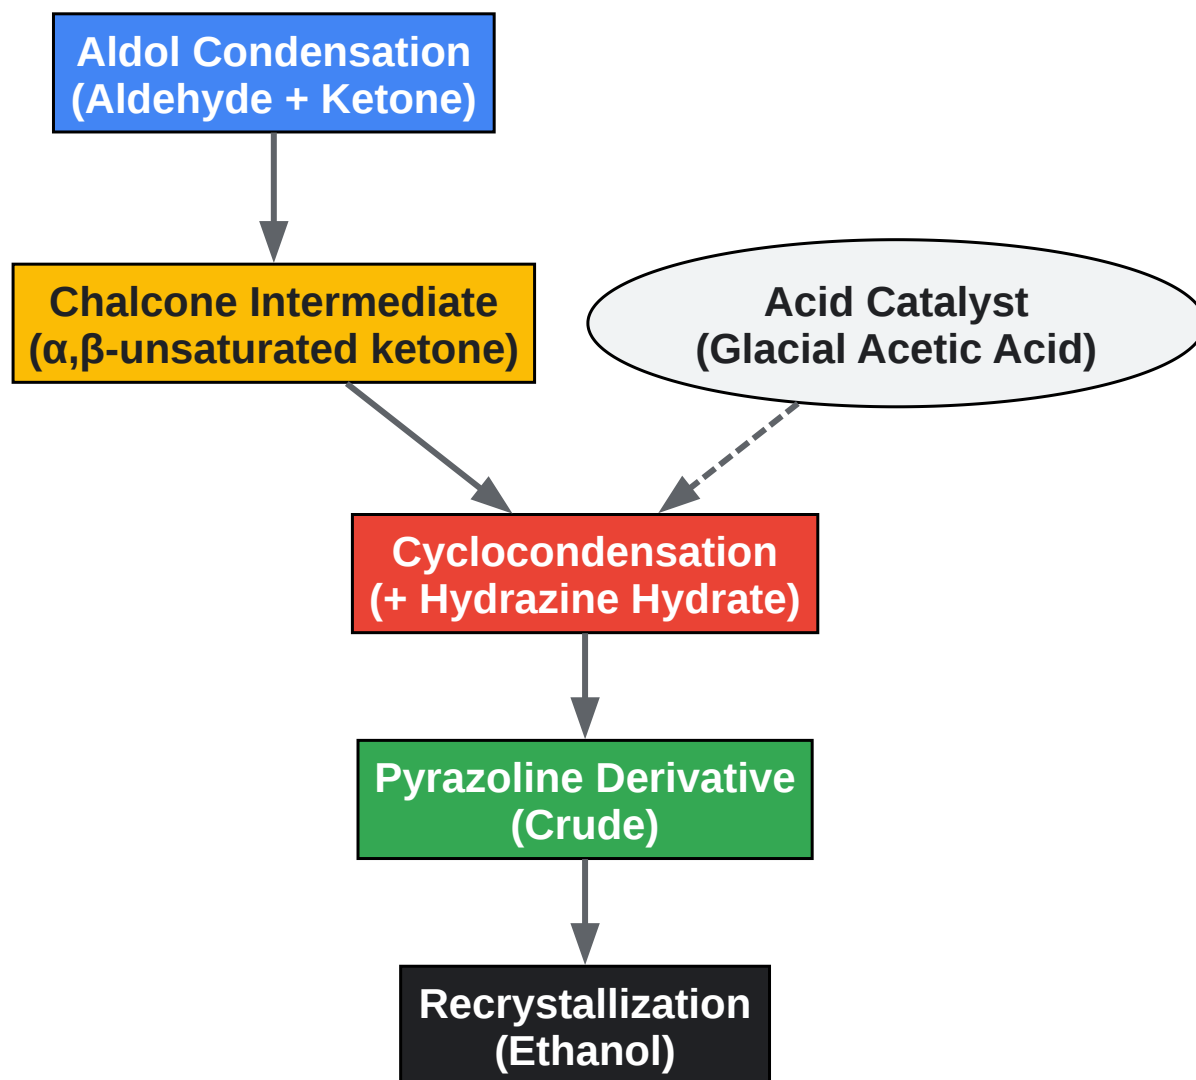 Aldol Condensation
(Aldehyde + Ketone)
Chalcone Intermediate
(α,β-unsaturated ketone)
Acid Catalyst
(Glacial Acetic Acid)
Cyclocondensation
(+ Hydrazine Hydrate)
Pyrazoline Derivative
(Crude)
Recrystallization
(Ethanol)